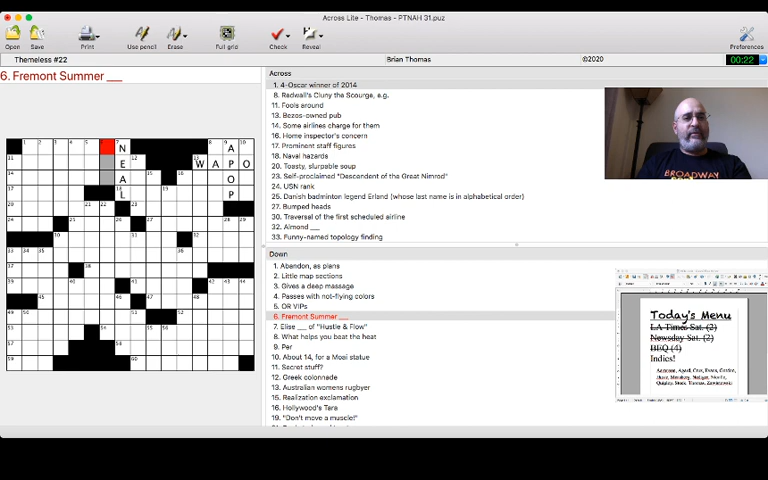 Across Lite - Thomas - PTNAH 31.puz
Open Save Print Use pencil Erase Full grid Check Reveal Preferences
Themeless #22 Brian Thomas ©2020 00:22
6. Fremont Summer ___
Across
1. 4-Oscar winner of 2014
8. Redwall's Cluny the Scourge, e.g.
11. Fools around
13. Bezos-owned pub
14. Some airlines charge for them
16. Home inspector's concern
17. Prominent staff figures
18. Naval hazards
20. Toasty, slurpable soup
23. Self-proclaimed "Descendent of the Great Nimrod"
24. USN rank
25. Danish badminton legend Erland (whose last name is in alphabetical order)
27. Bumped heads
30. Traversal of the first scheduled airline
32. Almond ___
33. Funny-named topology finding
Down
1. Abandon, as plans
2. Little map sections
3. Gives a deep massage
4. Passes with not-flying colors
5. OR VIPs
6. Fremont Summer ___
7. Elise ___ of "Hustle & Flow"
8. What helps you beat the heat
9. Per
10. About 14, for a Moai statue
11. Secret stuff?
12. Greek colonnade
13. Australian womens rugbyer
15. Realization exclamation
16. Hollywood's Tara
19. "Don't move a muscle!"
N E A L
W A P O
A P O P
BROADWAY
Today's Menu
LA Times Sat. (2)
Newsday Sat. (2)
BEQ (4)
Indies!